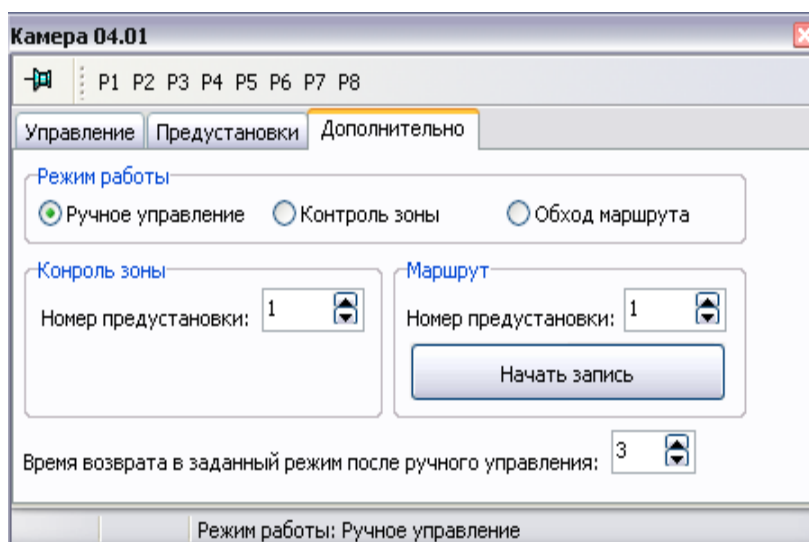 Камера 04.01
P1 P2 P3 P4 P5 P6 P7 P8
Управление Предустановки Дополнительно
Режим работы
Ручное управление Контроль зоны Обход маршрута
Конроль зоны Маршрут
Номер предустановки: 1 Номер предустановки: 1
Начать запись
Время возврата в заданный режим после ручного управления: 3
Режим работы: Ручное управление